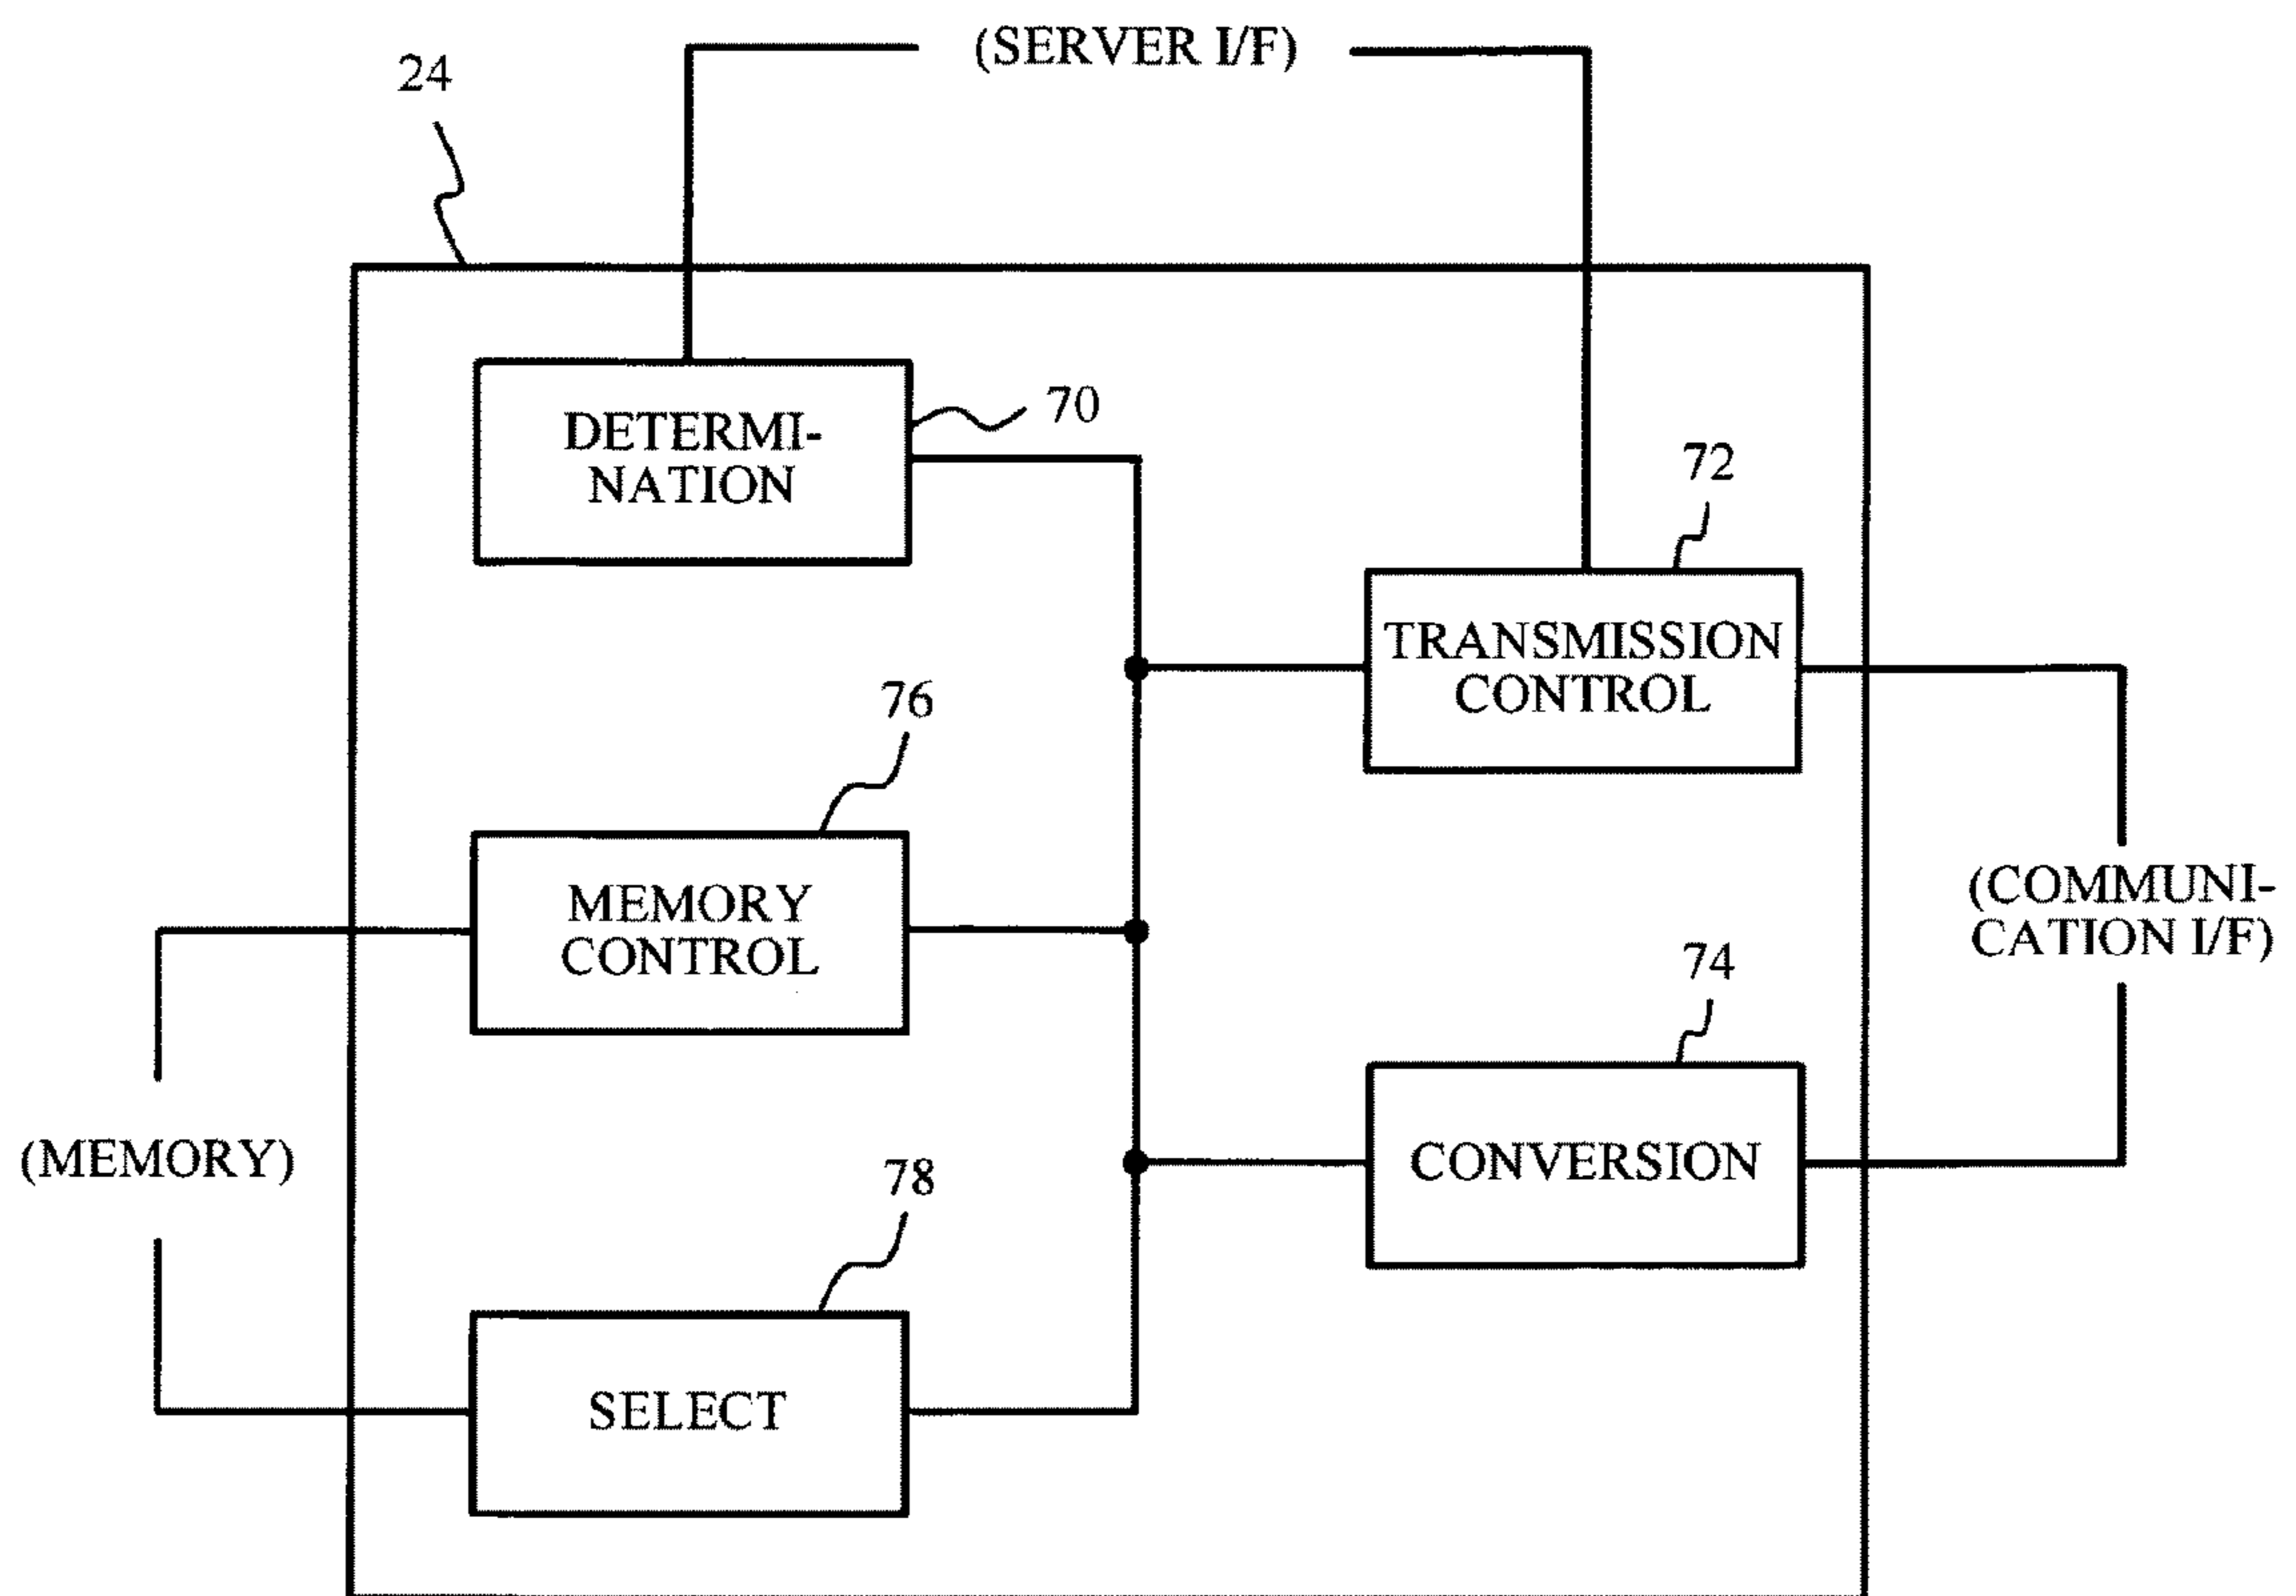 (SERVER I/F)
24
DETERMI-
NATION
70
72
TRANSMISSION
CONTROL
76
MEMORY
CONTROL
(COMMUNI-
CATION I/F)
74
CONVERSION
(MEMORY)
78
SELECT